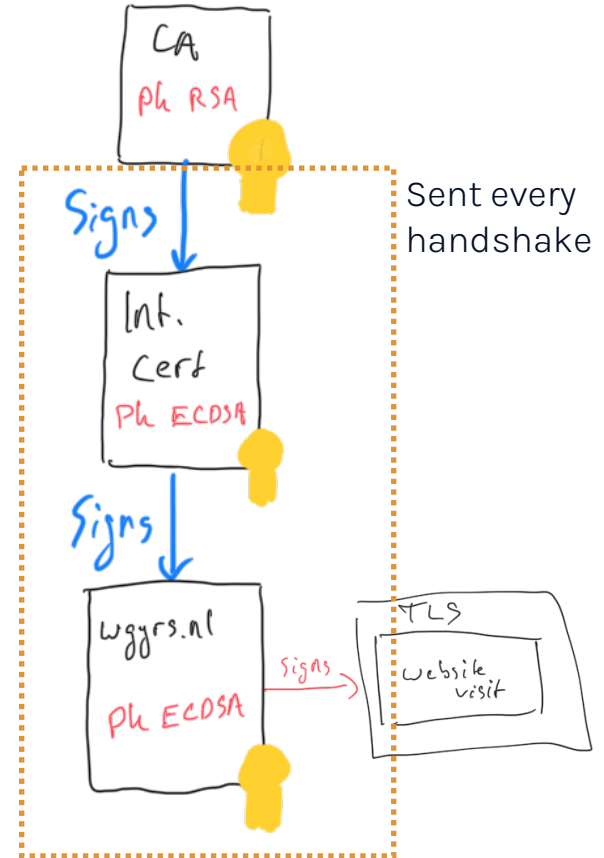 CA
Pk RSA
Signs
Sent every
handshake
Int.
Cert
Pk ECDSA
Signs
wggrs.nl
Pk ECDSA
Signs
TLS
website
visit